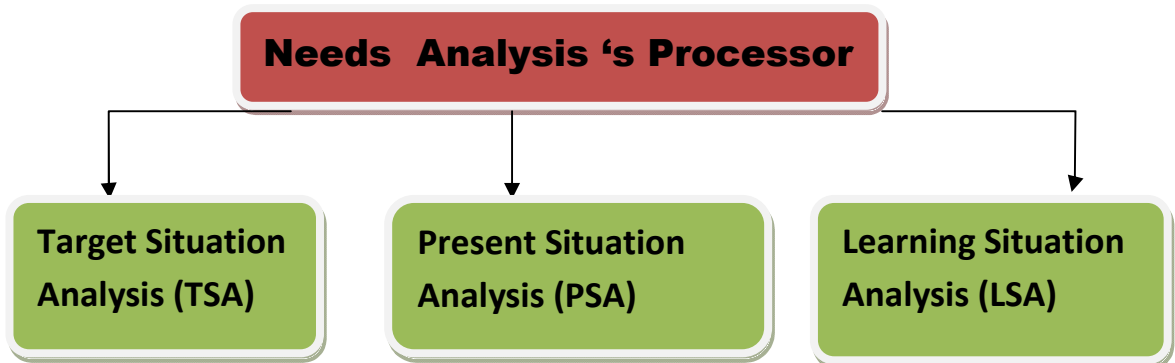 Needs Analysis ‘s Processor
Target Situation
Analysis (TSA)
Present Situation
Analysis (PSA)
Learning Situation
Analysis (LSA)